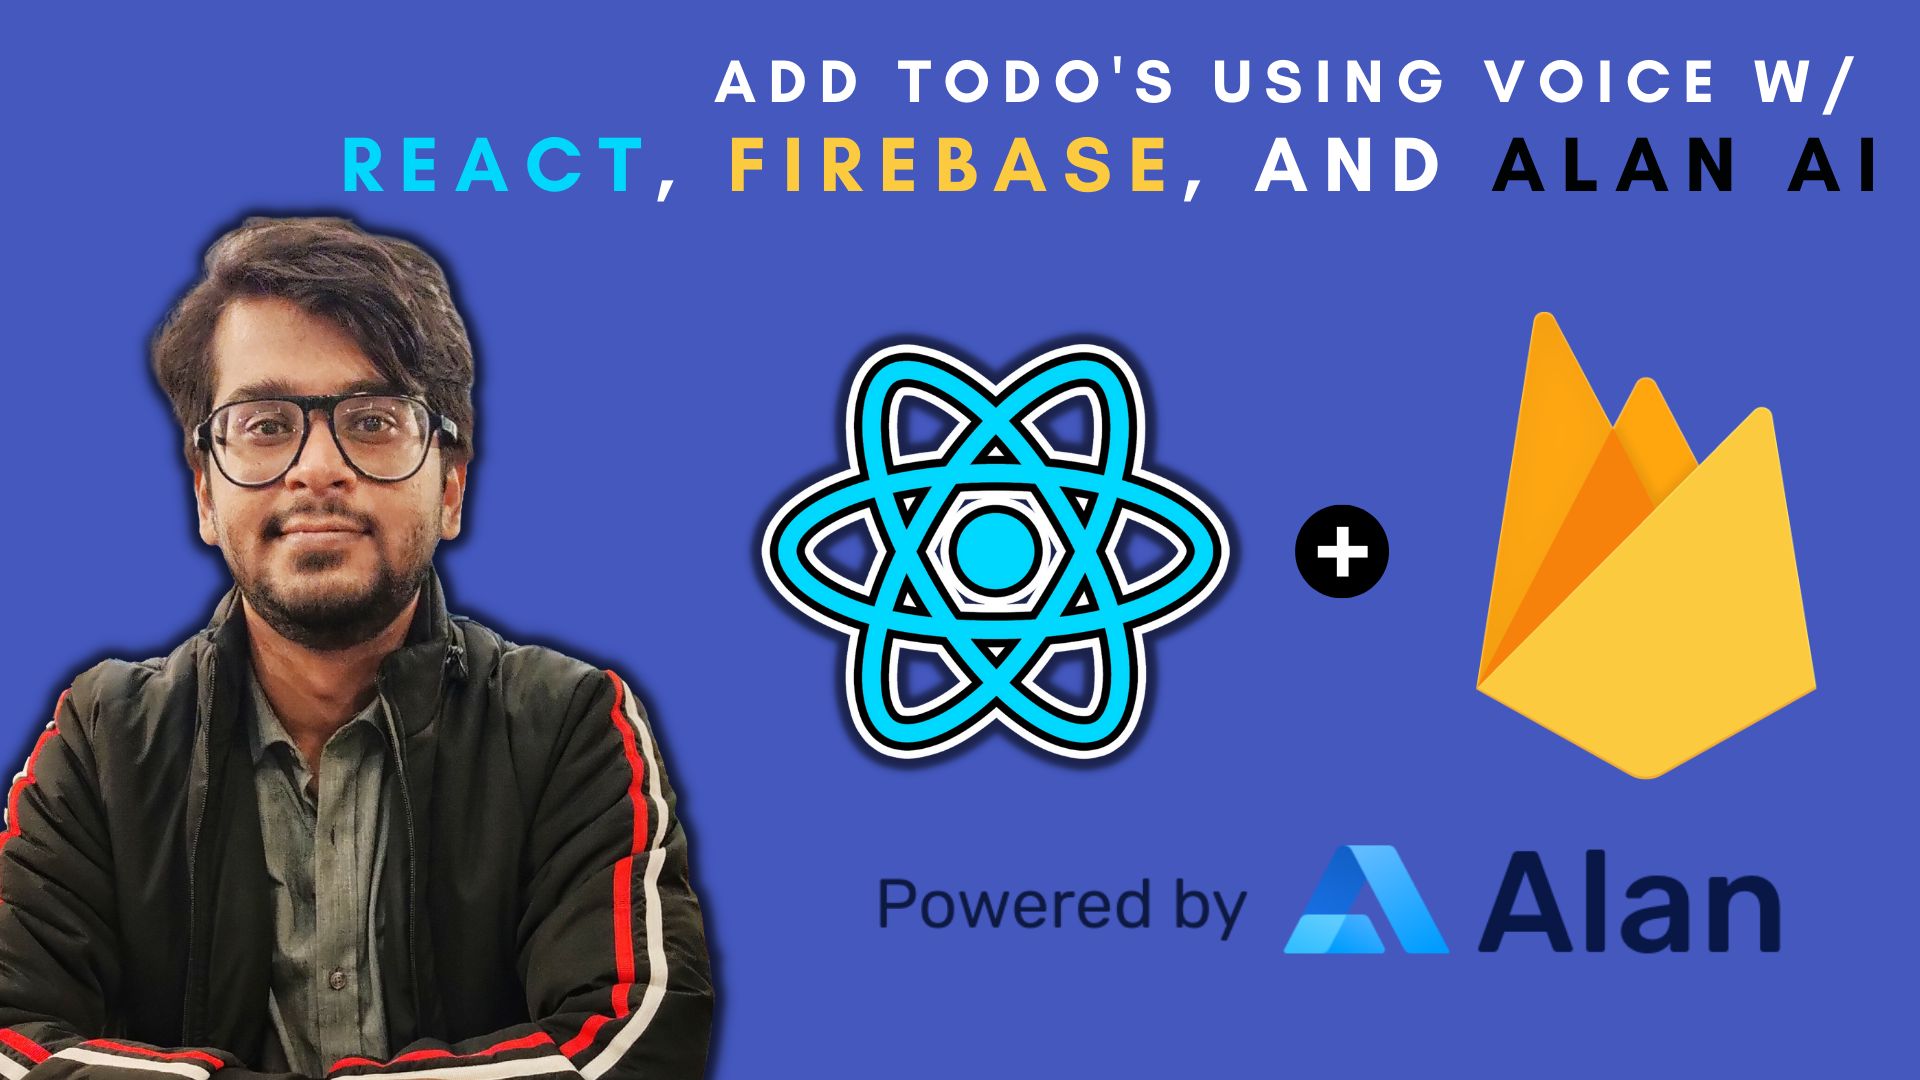 ADD TODO'S USING VOICE W/
REACT, FIREBASE, AND ALAN AI
Powered by Alan